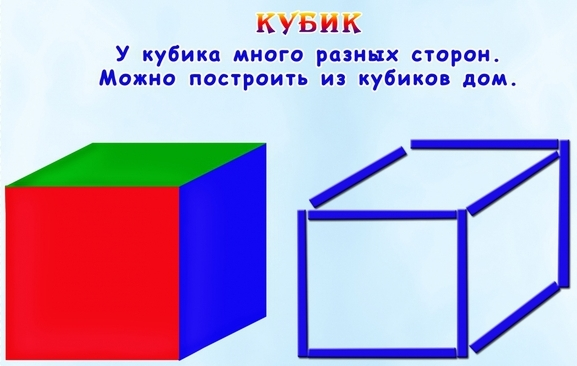 КУБИК
У кубика много разных сторон.
Можно построить из кубиков дом.